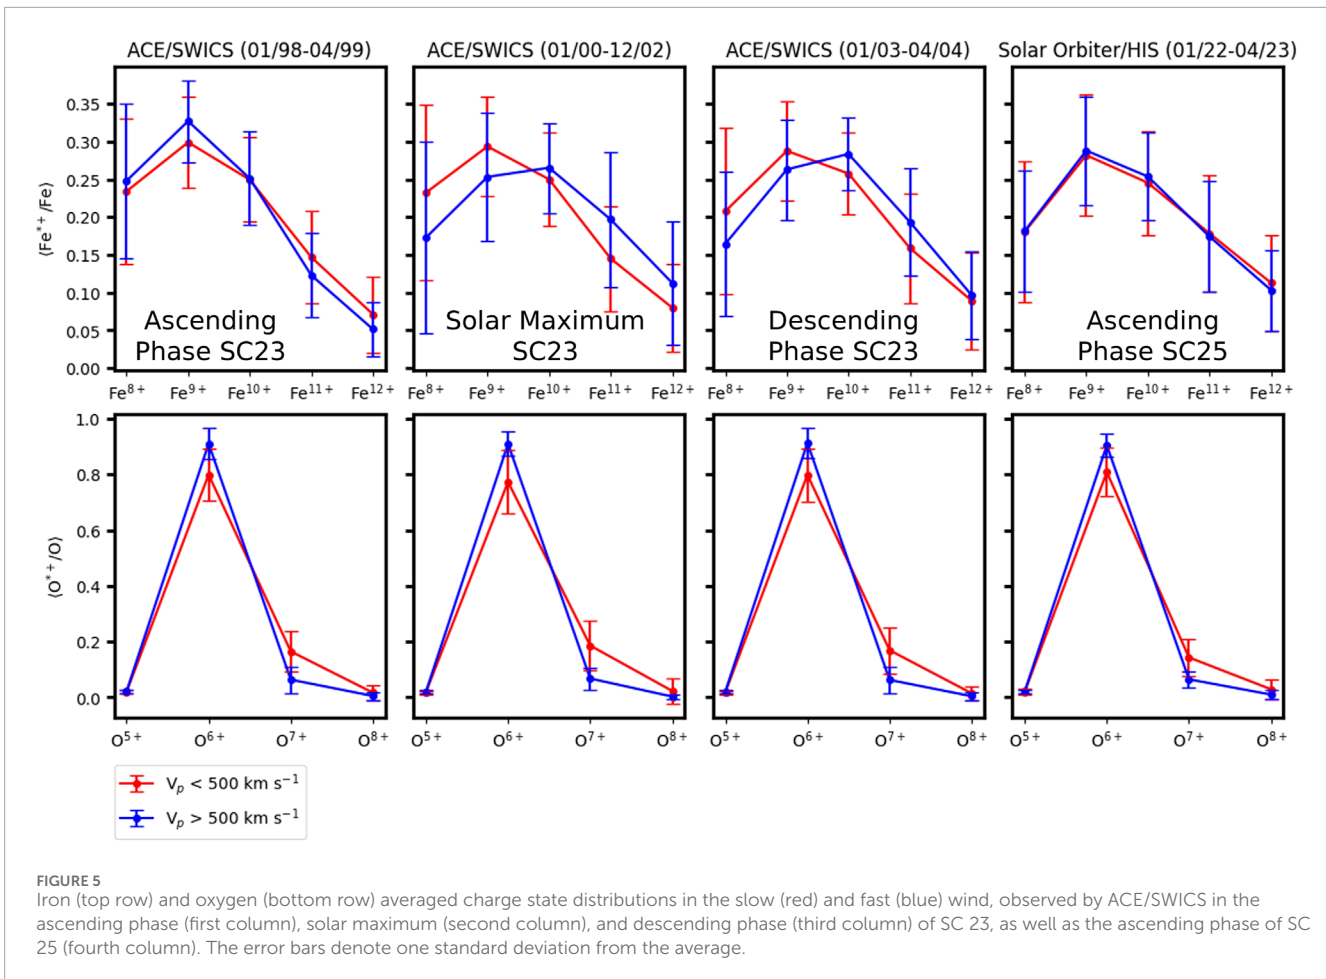 ACE/SWICS (01/98-04/99)
ACE/SWICS (01/00-12/02)
ACE/SWICS (01/03-04/04)
Solar Orbiter/HIS (01/22-04/23)
⟨Fe*⁺/Fe⟩
0.35
0.30
0.25
0.20
0.15
0.10
0.05
0.00
Ascending
Phase SC23
Solar Maximum
SC23
Descending
Phase SC23
Ascending
Phase SC25
Fe⁸⁺ Fe⁹⁺ Fe¹⁰⁺ Fe¹¹⁺ Fe¹²⁺
Fe⁸⁺ Fe⁹⁺ Fe¹⁰⁺ Fe¹¹⁺ Fe¹²⁺
Fe⁸⁺ Fe⁹⁺ Fe¹⁰⁺ Fe¹¹⁺ Fe¹²⁺
Fe⁸⁺ Fe⁹⁺ Fe¹⁰⁺ Fe¹¹⁺ Fe¹²⁺
⟨O*⁺/O⟩
1.0
0.8
0.6
0.4
0.2
0.0
O⁵⁺ O⁶⁺ O⁷⁺ O⁸⁺
O⁵⁺ O⁶⁺ O⁷⁺ O⁸⁺
O⁵⁺ O⁶⁺ O⁷⁺ O⁸⁺
O⁵⁺ O⁶⁺ O⁷⁺ O⁸⁺
Vₚ < 500 km s⁻¹
Vₚ > 500 km s⁻¹
FIGURE 5
Iron (top row) and oxygen (bottom row) averaged charge state distributions in the slow (red) and fast (blue) wind, observed by ACE/SWICS in the
ascending phase (first column), solar maximum (second column), and descending phase (third column) of SC 23, as well as the ascending phase of SC
25 (fourth column). The error bars denote one standard deviation from the average.